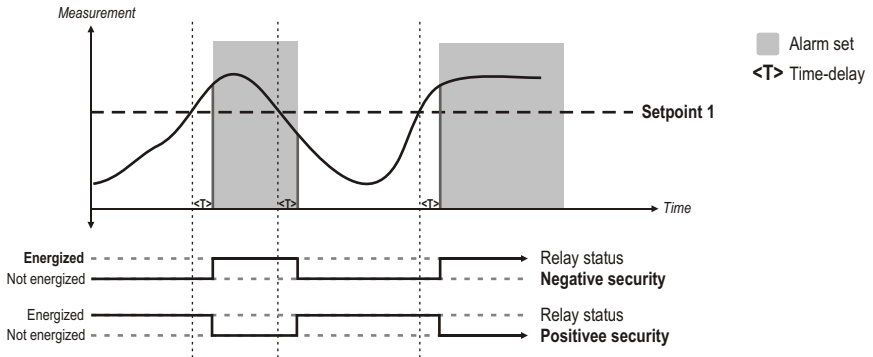 Measurement
Alarm set
<T> Time-delay
Setpoint 1
<T> <T> <T>
Time
Energized Relay status
Not energized Negative security
Energized Relay status
Not energized Positivee security